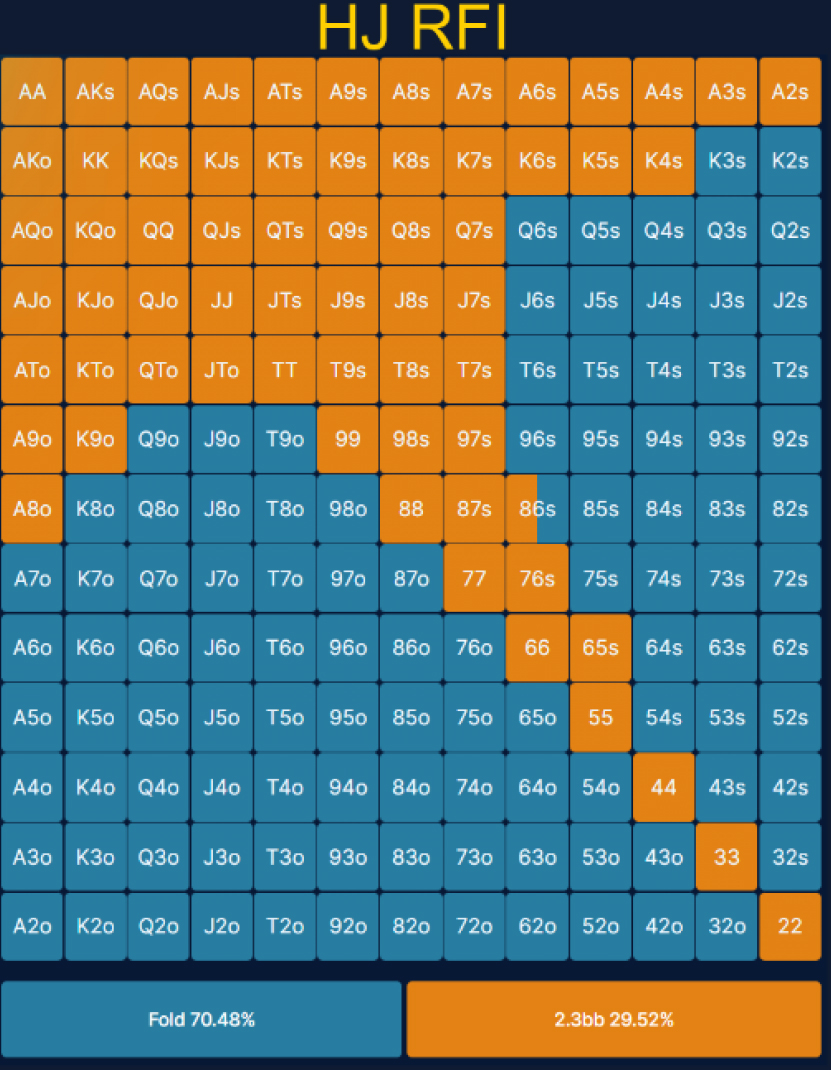 HJ RFI
AA AKs AQs AJs ATs A9s A8s A7s A6s A5s A4s A3s A2s
AKo KK KQs KJs KTs K9s K8s K7s K6s K5s K4s K3s K2s
AQo KQo QQ QJs QTs Q9s Q8s Q7s Q6s Q5s Q4s Q3s Q2s
AJo KJo QJo JJ JTs J9s J8s J7s J6s J5s J4s J3s J2s
ATo KTo QTo JTo TT T9s T8s T7s T6s T5s T4s T3s T2s
A9o K9o Q9o J9o T9o 99 98s 97s 96s 95s 94s 93s 92s
A8o K8o Q8o J8o T8o 98o 88 87s 86s 85s 84s 83s 82s
A7o K7o Q7o J7o T7o 97o 87o 77 76s 75s 74s 73s 72s
A6o K6o Q6o J6o T6o 96o 86o 76o 66 65s 64s 63s 62s
A5o K5o Q5o J5o T5o 95o 85o 75o 65o 55 54s 53s 52s
A4o K4o Q4o J4o T4o 94o 84o 74o 64o 54o 44 43s 42s
A3o K3o Q3o J3o T3o 93o 83o 73o 63o 53o 43o 33 32s
A2o K2o Q2o J2o T2o 92o 82o 72o 62o 52o 42o 32o 22
Fold 70.48% 2.3bb 29.52%